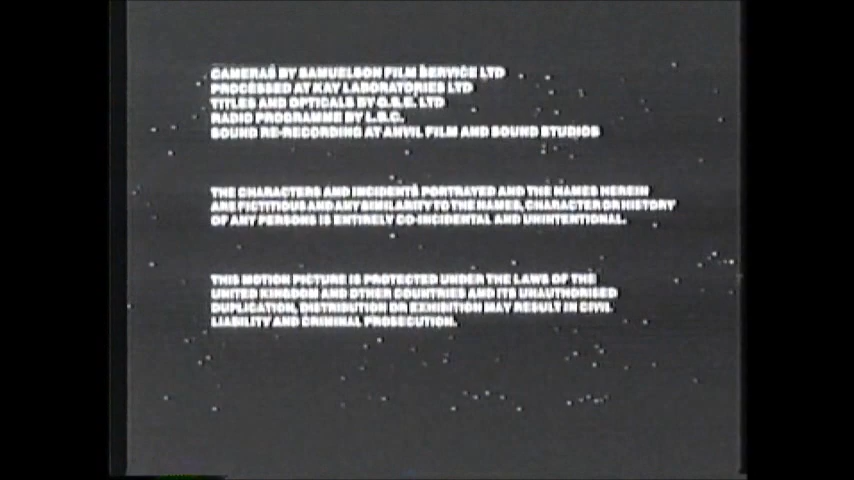 CAMERAS BY SAMUELSON FILM SERVICE LTD
PROCESSED AT KAY LABORATORIES LTD
TITLES AND OPTICALS BY G.S.E. LTD
RADIO PROGRAMME BY L.B.C.
SOUND RE-RECORDING AT ANVIL FILM AND SOUND STUDIOS
THE CHARACTERS AND INCIDENTS PORTRAYED AND THE NAMES HEREIN
ARE FICTITIOUS AND ANY SIMILARITY TO THE NAMES, CHARACTER OR HISTORY
OF ANY PERSONS IS ENTIRELY CO-INCIDENTAL AND UNINTENTIONAL.
THIS MOTION PICTURE IS PROTECTED UNDER THE LAWS OF THE
UNITED KINGDOM AND OTHER COUNTRIES AND ITS UNAUTHORISED
DUPLICATION, DISTRIBUTION OR EXHIBITION MAY RESULT IN CIVIL
LIABILITY AND CRIMINAL PROSECUTION.